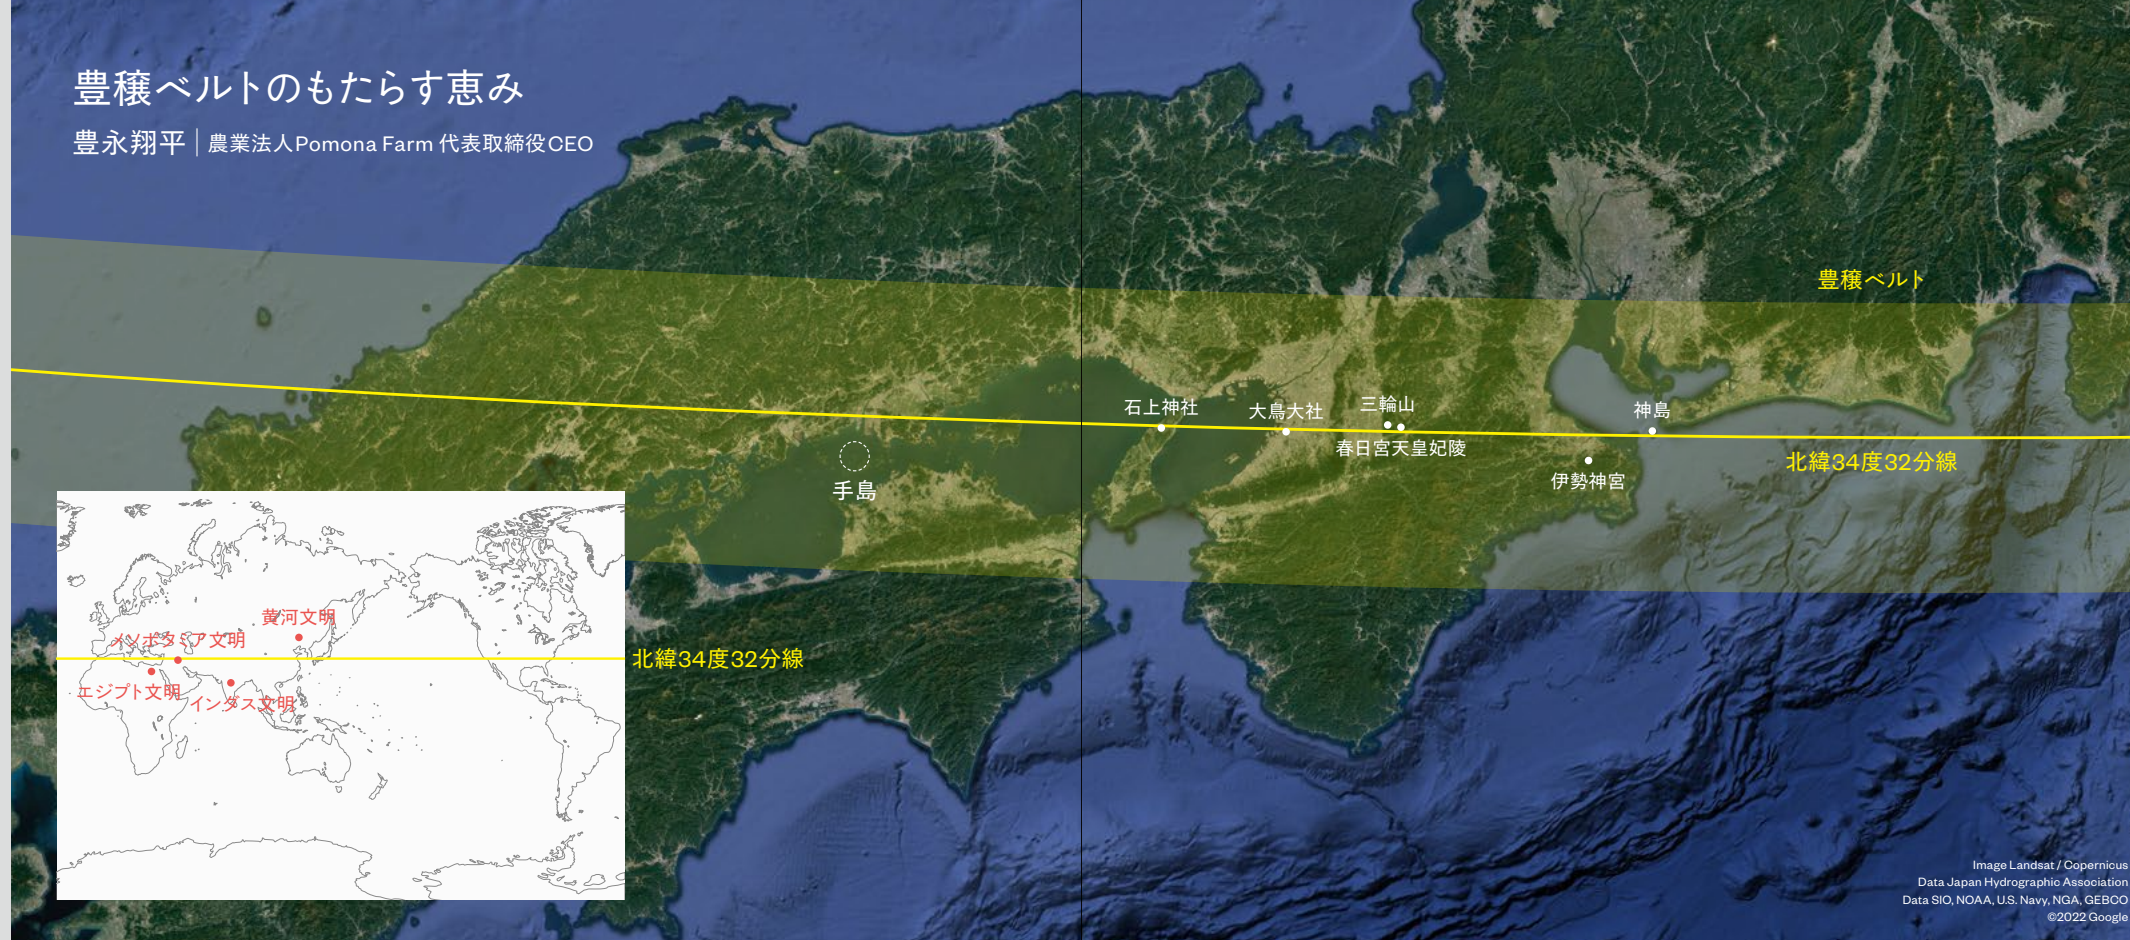 豊穣ベルトのもたらす恵み
豊永翔平｜農業法人Pomona Farm 代表取締役CEO
豊穣ベルト
石上神社
大鳥大社
三輪山
春日宮天皇妃陵
神島
伊勢神宮
北緯34度32分線
手島
黄河文明
メソポタミア文明
エジプト文明
インダス文明
北緯34度32分線
Image Landsat / Copernicus
Data Japan Hydrographic Association
Data SIO, NOAA, U.S. Navy, NGA, GEBCO
©2022 Google